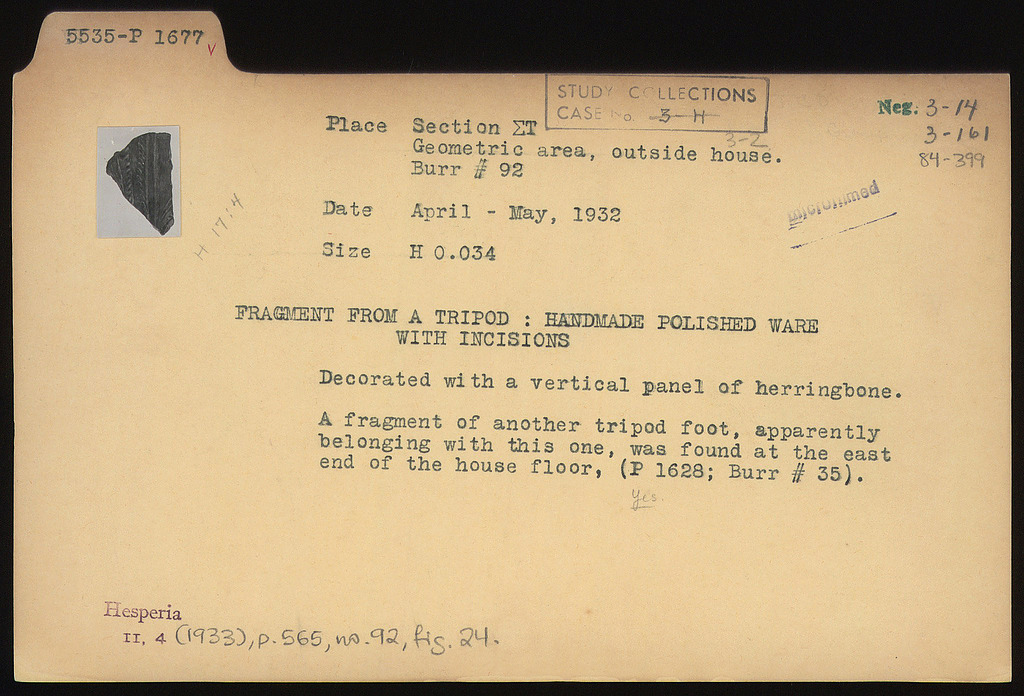 5535-P 1677
v
STUDY COLLECTIONS
CASE No. 3-H
3-2
Neg. 3-14
3-161
84-399
Place Section ΣT
Geometric area, outside house.
Burr # 92
Date April - May, 1932
microfilmed
H 17:4
Size H 0.034
FRAGMENT FROM A TRIPOD : HANDMADE POLISHED WARE
WITH INCISIONS
Decorated with a vertical panel of herringbone.
A fragment of another tripod foot, apparently
belonging with this one, was found at the east
end of the house floor, (P 1628; Burr # 35).
yes.
Hesperia
II, 4 (1933), p. 565, no. 92, fig. 24.